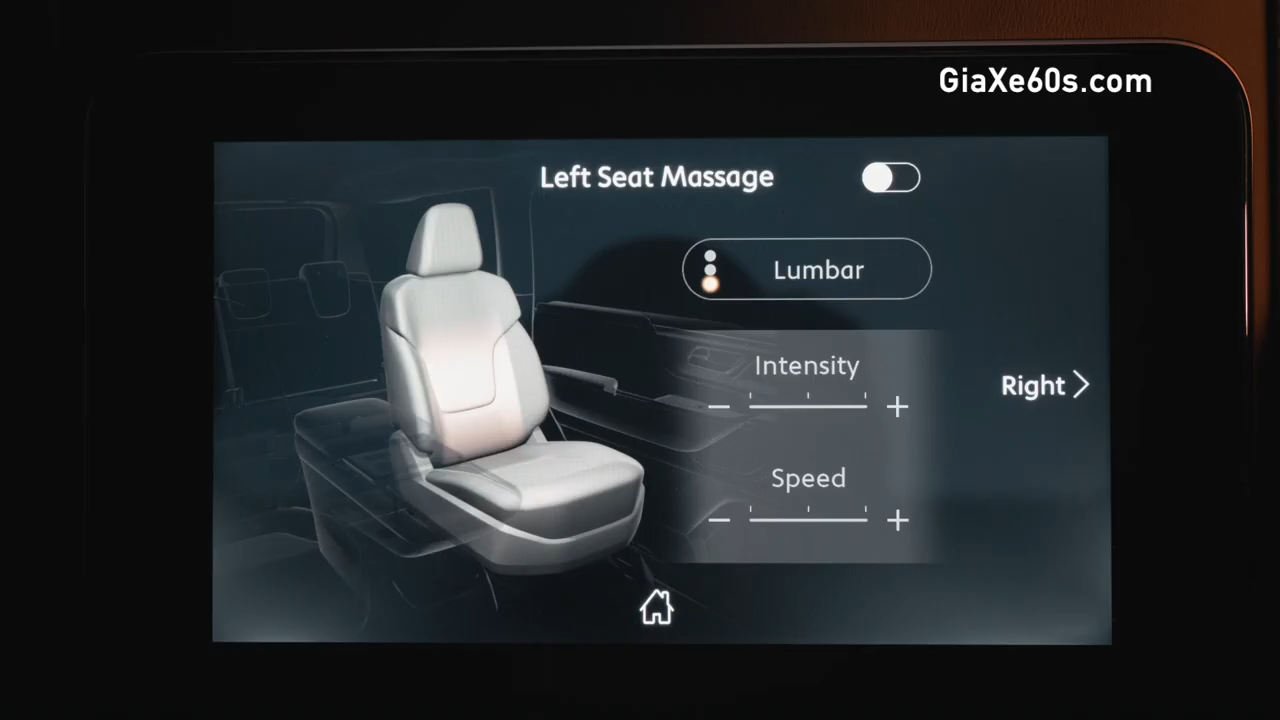 GiaXe60s.com
Left Seat Massage
Lumbar
Intensity
Right
Speed